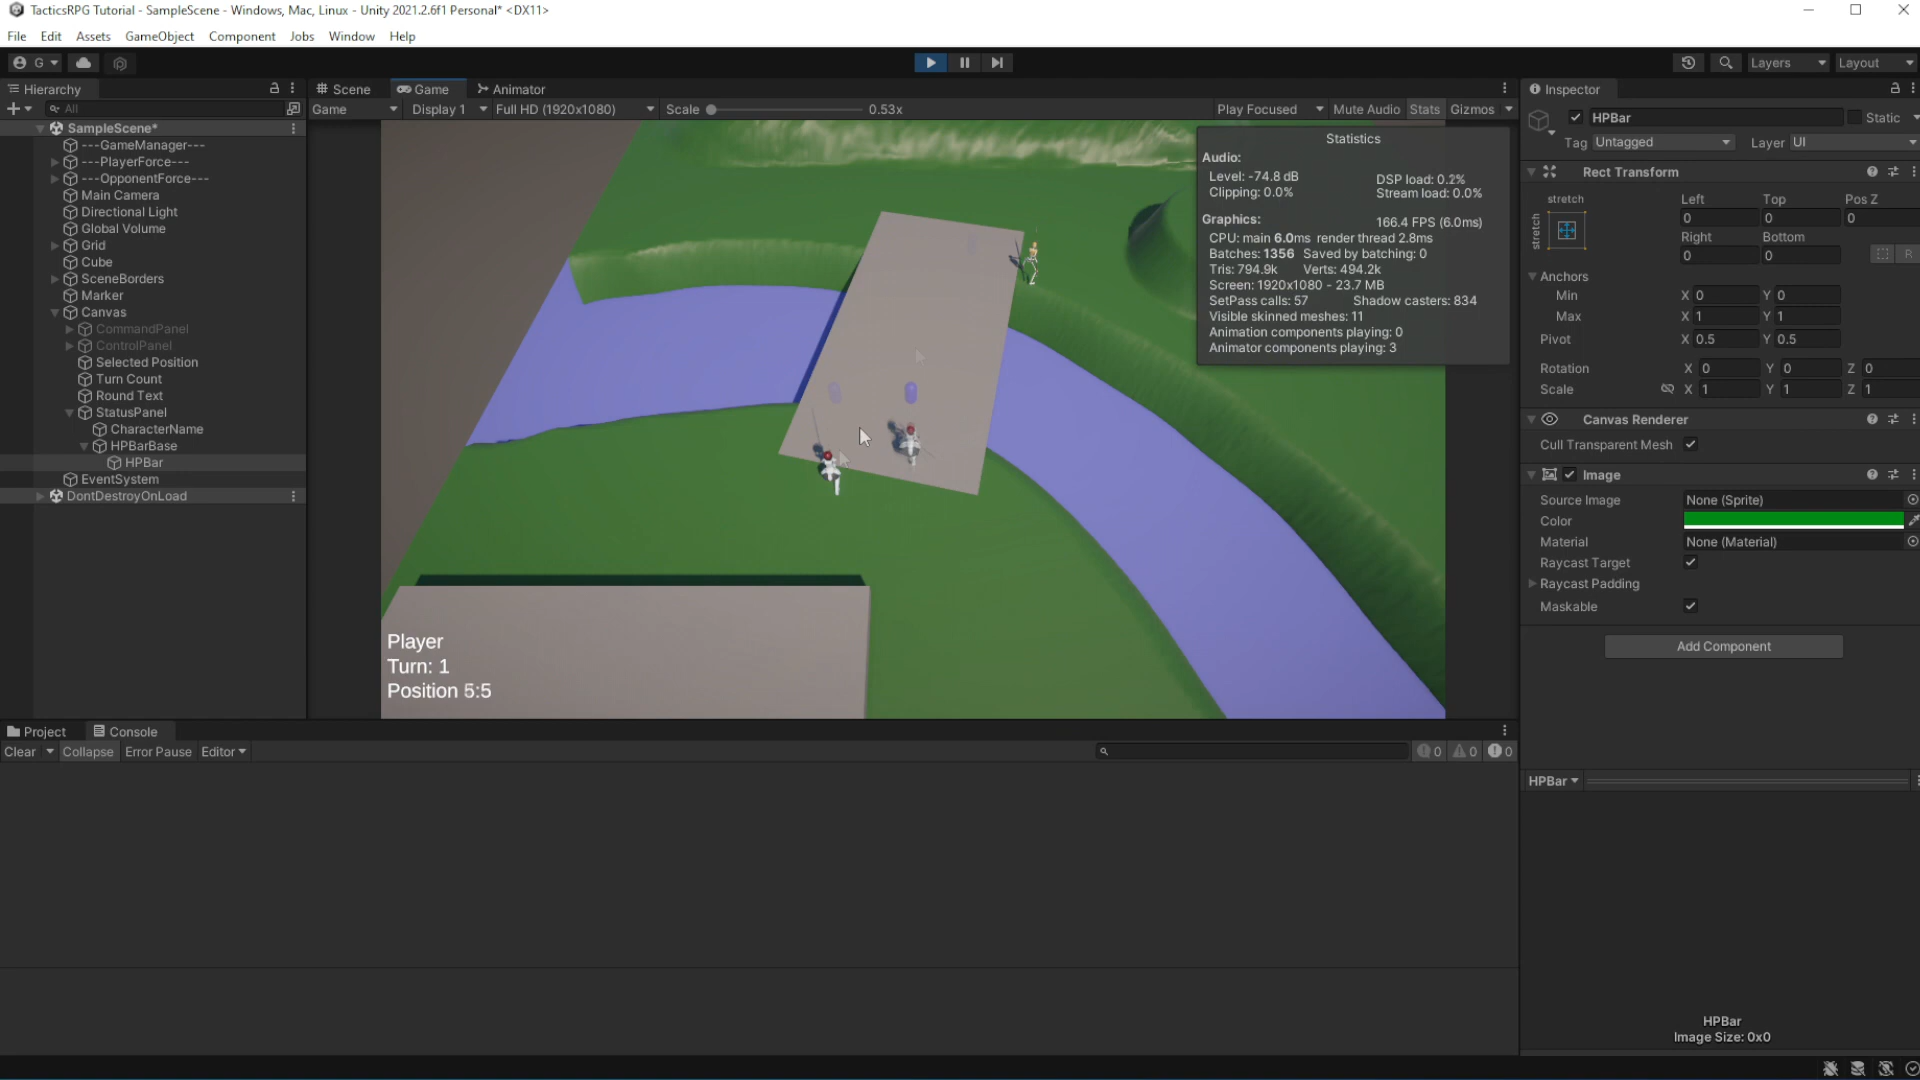 TacticsRPG Tutorial - SampleScene - Windows, Mac, Linux - Unity 2021.2.6f1 Personal* <DX11>
File Edit Assets GameObject Component Jobs Window Help
G Layers Layout
Hierarchy Scene Game Animator Inspector
All Game Display 1 Full HD (1920x1080) Scale 0.53x Play Focused Mute Audio Stats Gizmos
HPBar Static
Tag Untagged Layer UI
SampleScene*
---GameManager---
---PlayerForce---
---OpponentForce---
Main Camera
Directional Light
Global Volume
Grid
Cube
SceneBorders
Marker
Canvas
CommandPanel
ControlPanel
Selected Position
Turn Count
Round Text
StatusPanel
CharacterName
HPBarBase
HPBar
EventSystem
DontDestroyOnLoad
Statistics
Audio:
Level: -74.8 dB DSP load: 0.2%
Clipping: 0.0% Stream load: 0.0%
Graphics: 166.4 FPS (6.0ms)
CPU: main 6.0ms render thread 2.8ms
Batches: 1356 Saved by batching: 0
Tris: 794.9k Verts: 494.2k
Screen: 1920x1080 - 23.7 MB
SetPass calls: 57 Shadow casters: 834
Visible skinned meshes: 11
Animation components playing: 0
Animator components playing: 3
Player
Turn: 1
Position 5:5
Rect Transform
stretch Left Top Pos Z
stretch 0 0 0
Right Bottom
0 0 R
Anchors
Min X 0 Y 0
Max X 1 Y 1
Pivot X 0.5 Y 0.5
Rotation X 0 Y 0 Z 0
Scale X 1 Y 1 Z 1
Canvas Renderer
Cull Transparent Mesh
Image
Source Image None (Sprite)
Color
Material None (Material)
Raycast Target
Raycast Padding
Maskable
Add Component
Project Console
Clear Collapse Error Pause Editor 0 0 0
HPBar
HPBar
Image Size: 0x0